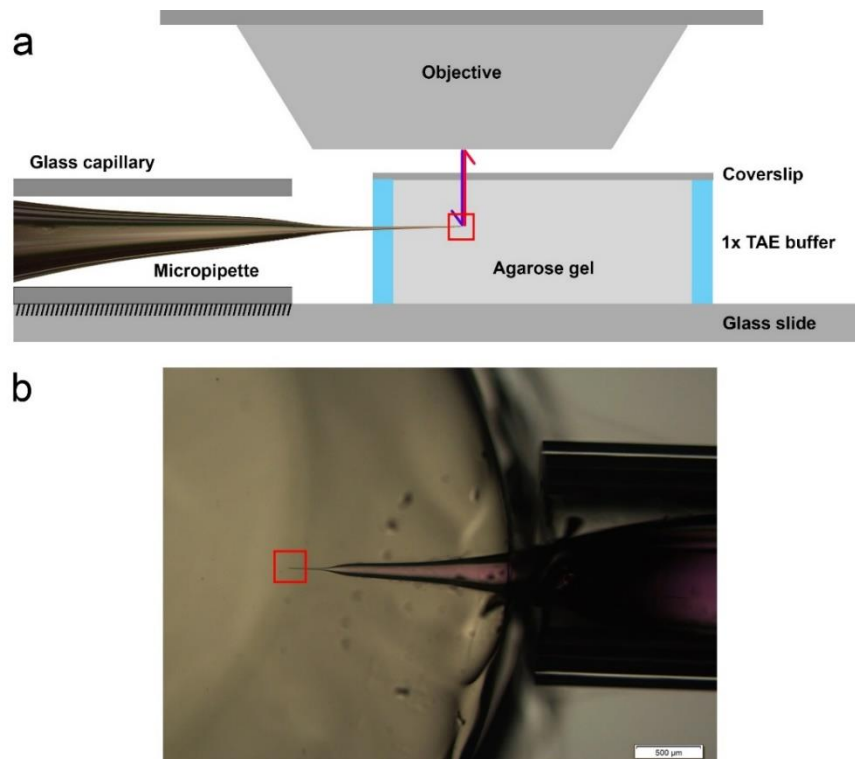 a
Objective
Glass capillary
Coverslip
1x TAE buffer
Micropipette
Agarose gel
Glass slide
b
500 µm